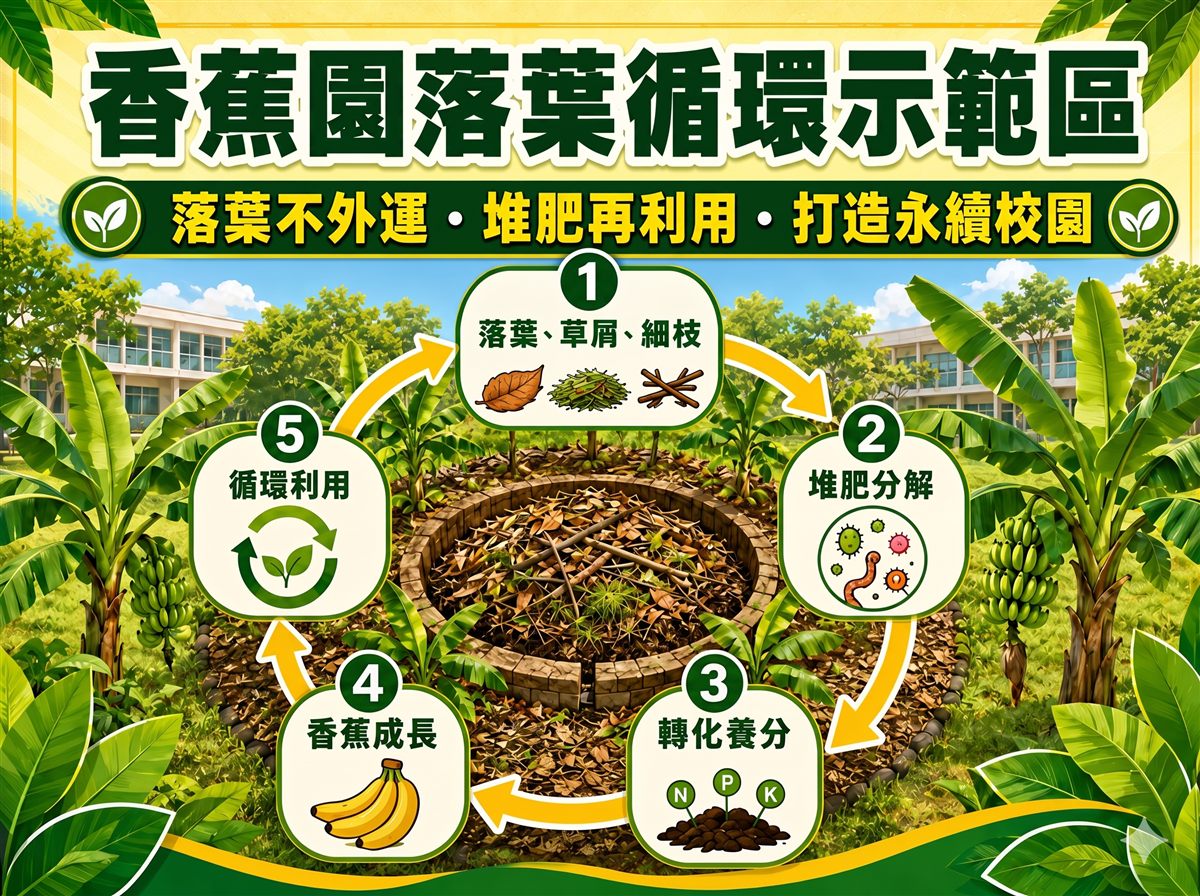 香蕉園落葉循環示範區
落葉不外運・堆肥再利用・打造永續校園
1
落葉、草屑、細枝
2
堆肥分解
3
轉化養分
N P K
4
香蕉成長
5
循環利用